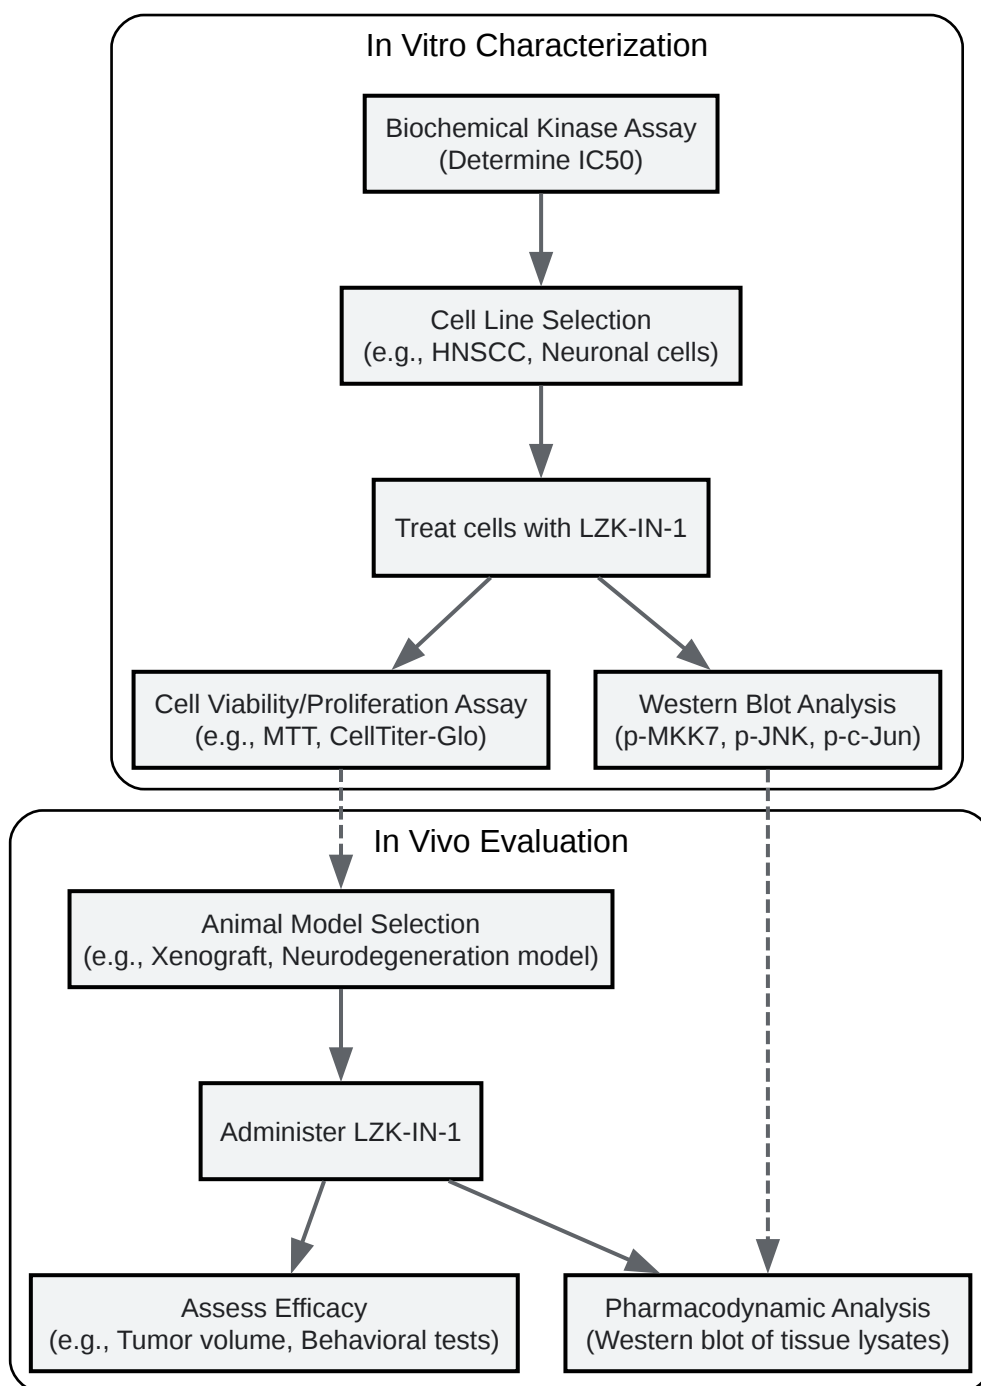 In Vitro Characterization
Biochemical Kinase Assay
(Determine IC50)
Cell Line Selection
(e.g., HNSCC, Neuronal cells)
Treat cells with LZK-IN-1
Cell Viability/Proliferation Assay
(e.g., MTT, CellTiter-Glo)
Western Blot Analysis
(p-MKK7, p-JNK, p-c-Jun)
In Vivo Evaluation
Animal Model Selection
(e.g., Xenograft, Neurodegeneration model)
Administer LZK-IN-1
Assess Efficacy
(e.g., Tumor volume, Behavioral tests)
Pharmacodynamic Analysis
(Western blot of tissue lysates)